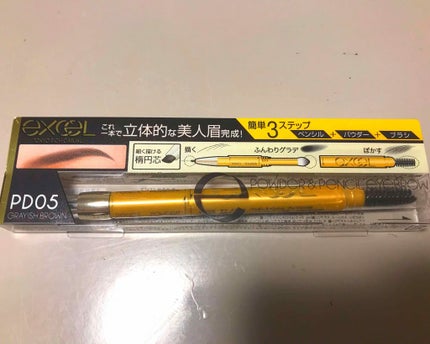 excel
これ一本で立体的な美人眉完成!
簡単3ステップ
ペンシル + パウダー + ブラシ
細く描ける
楕円芯
描く
ふんわりグラデ
ぼかす
EXCEL
PD05
GRAYISH BROWN
e
POWDER & PENCIL EYEBROW